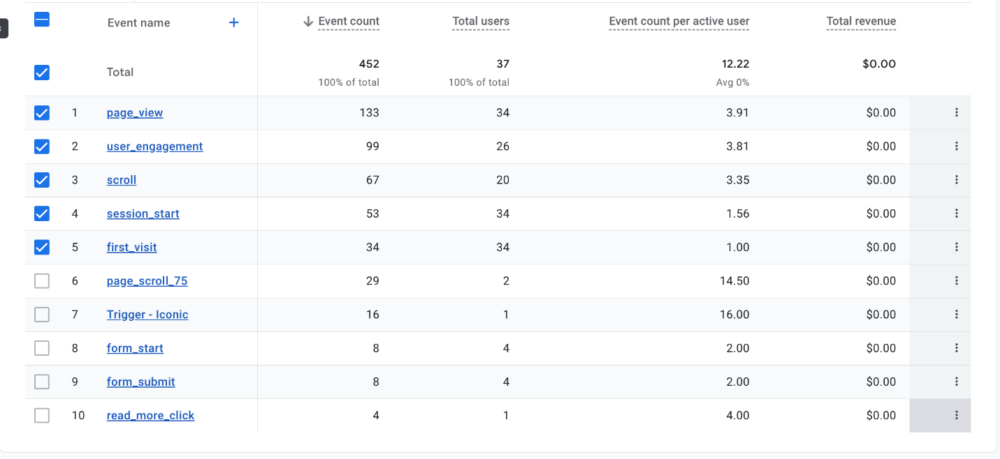 Event name + Event count Total users Event count per active user Total revenue
Total 452 37 12.22 $0.00
100% of total 100% of total Avg 0%
1 page_view 133 34 3.91 $0.00
2 user_engagement 99 26 3.81 $0.00
3 scroll 67 20 3.35 $0.00
4 session_start 53 34 1.56 $0.00
5 first_visit 34 34 1.00 $0.00
6 page_scroll_75 29 2 14.50 $0.00
7 Trigger - Iconic 16 1 16.00 $0.00
8 form_start 8 4 2.00 $0.00
9 form_submit 8 4 2.00 $0.00
10 read_more_click 4 1 4.00 $0.00